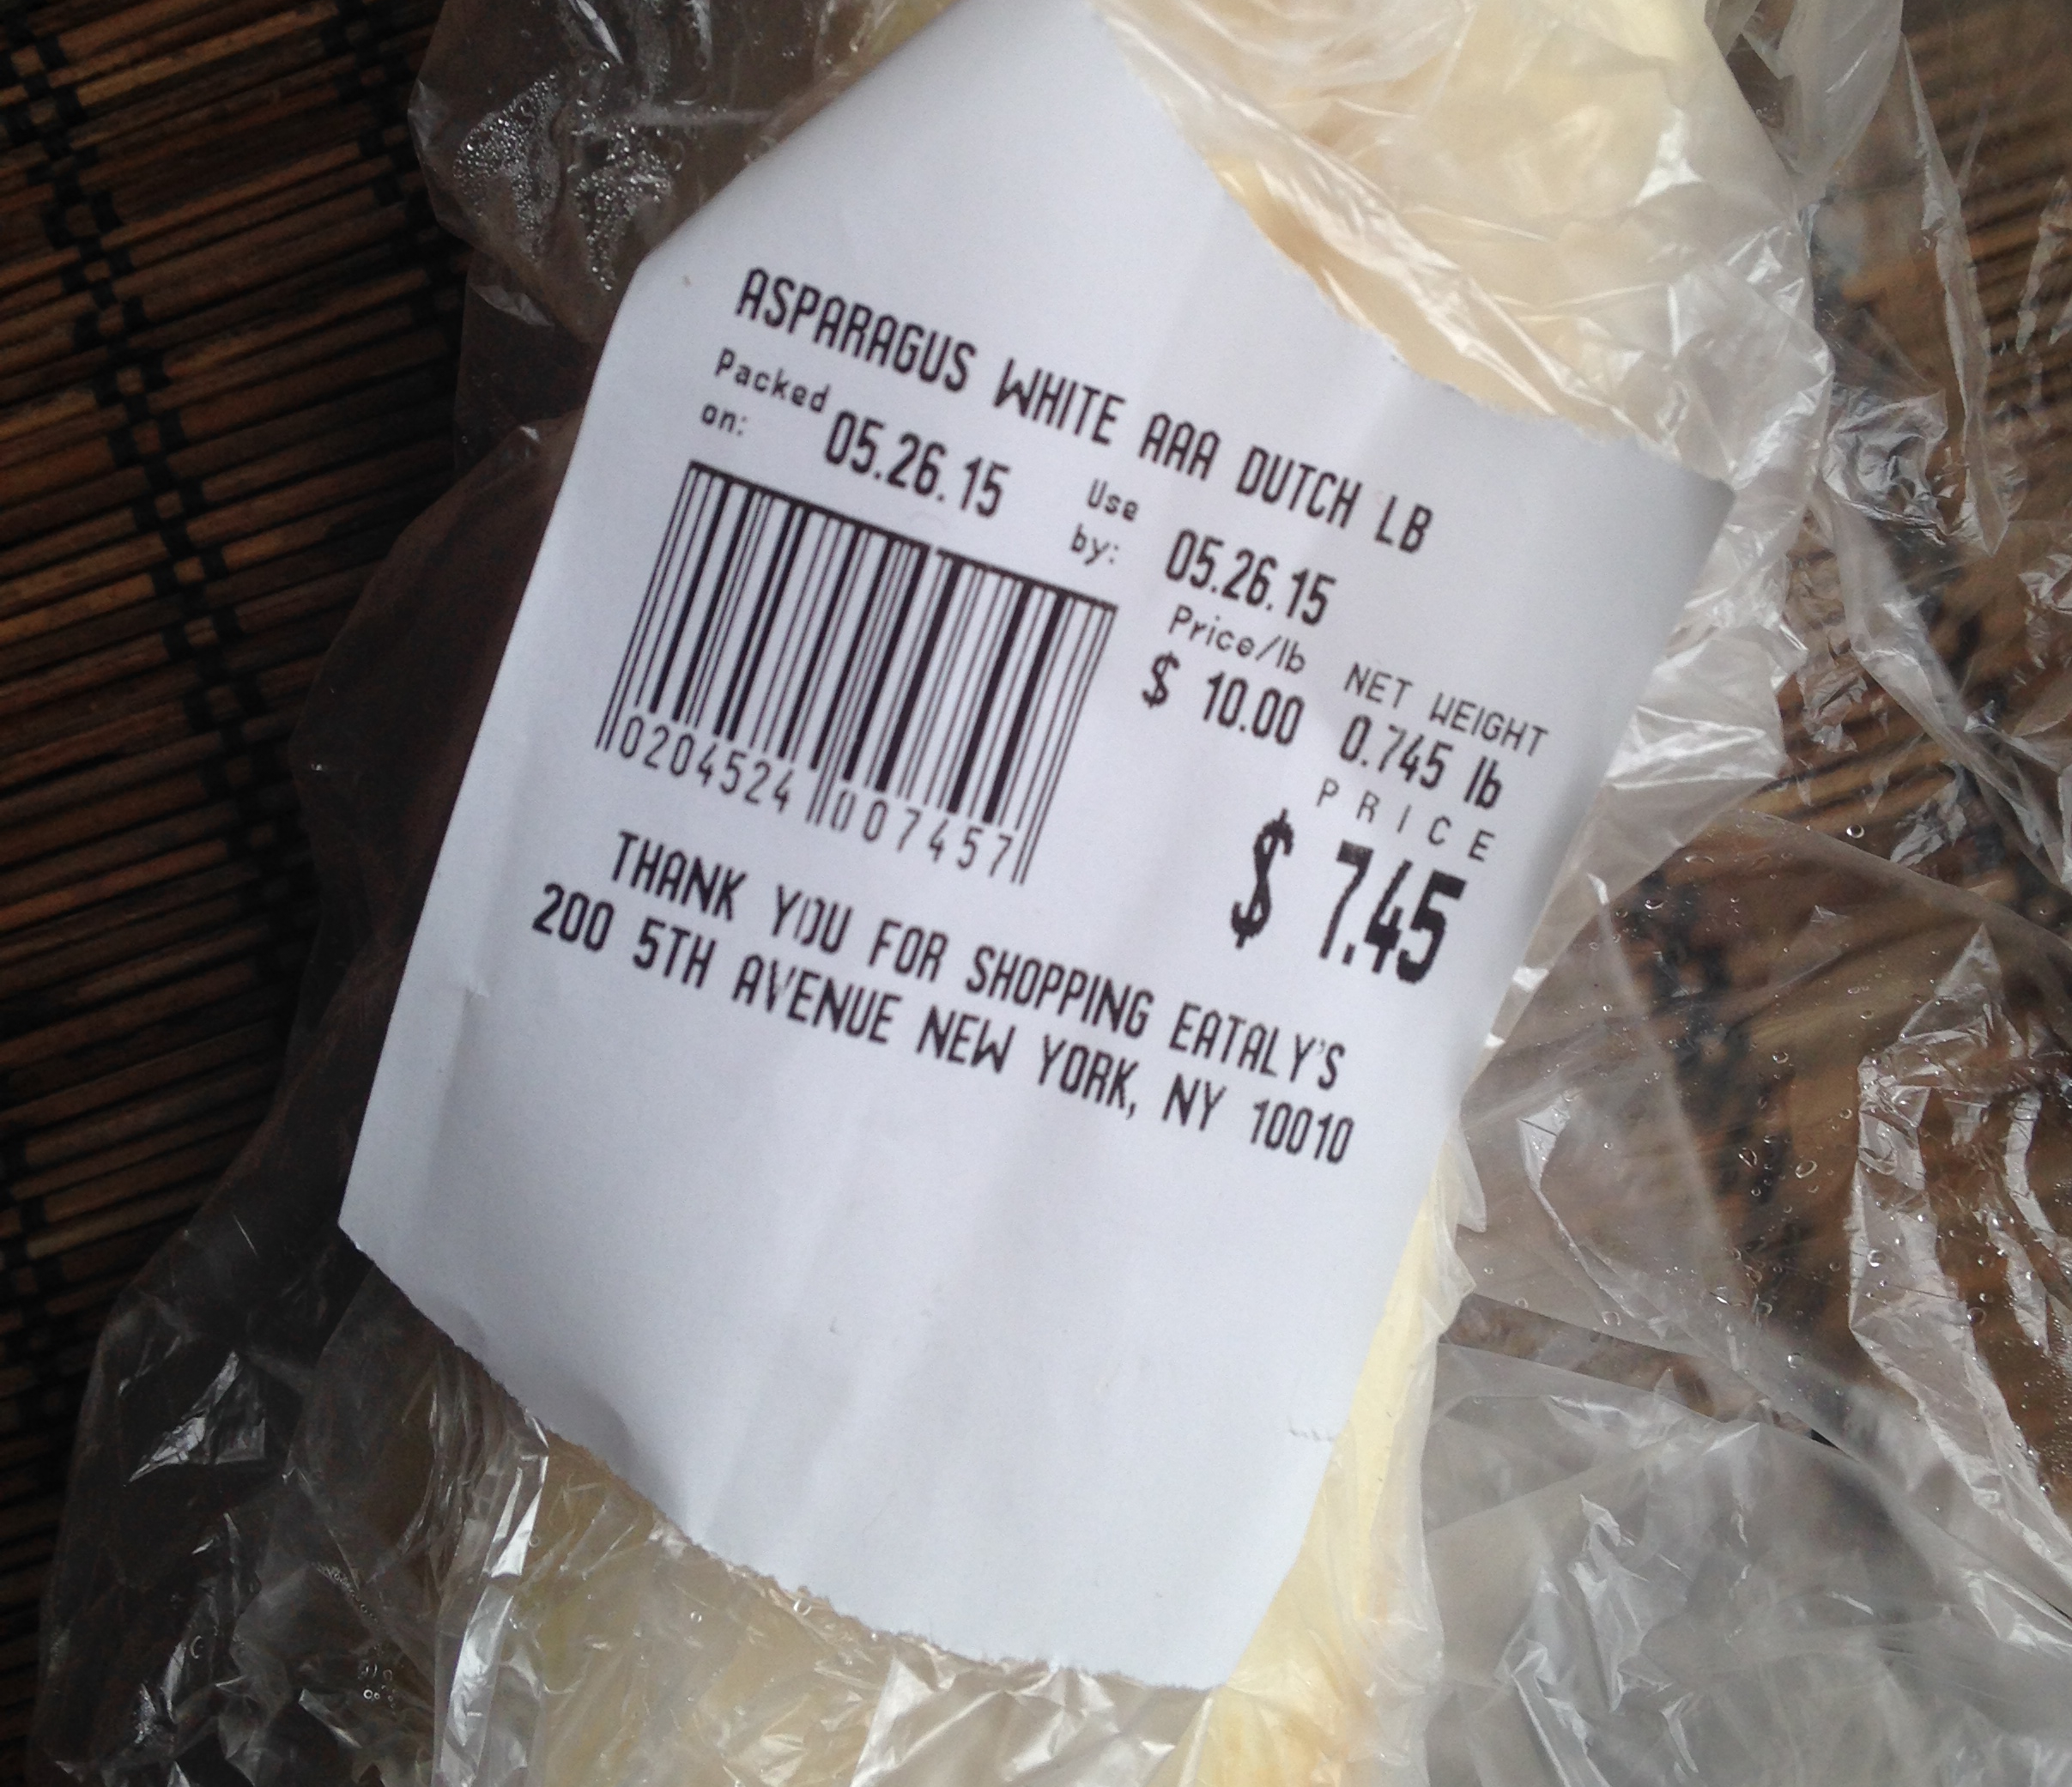 ASPARAGUS WHITE AAA DUTCH LB
Packed on: 05.26.15 Use by: 05.26.15
Price/lb NET WEIGHT
$ 10.00 0.745 lb
PRICE
$ 7.45
0204524 007457
THANK YOU FOR SHOPPING EATALY'S
200 5TH AVENUE NEW YORK, NY 10010